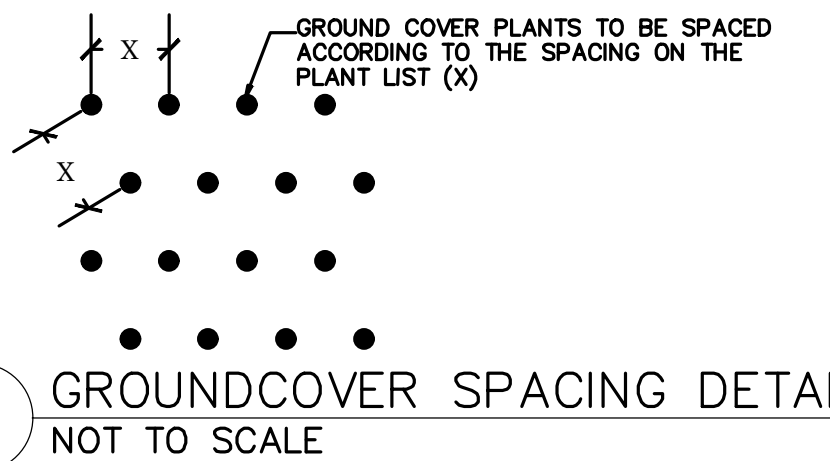 X
GROUND COVER PLANTS TO BE SPACED
ACCORDING TO THE SPACING ON THE
PLANT LIST (X)
X
GROUNDCOVER SPACING
NOT TO SCALE